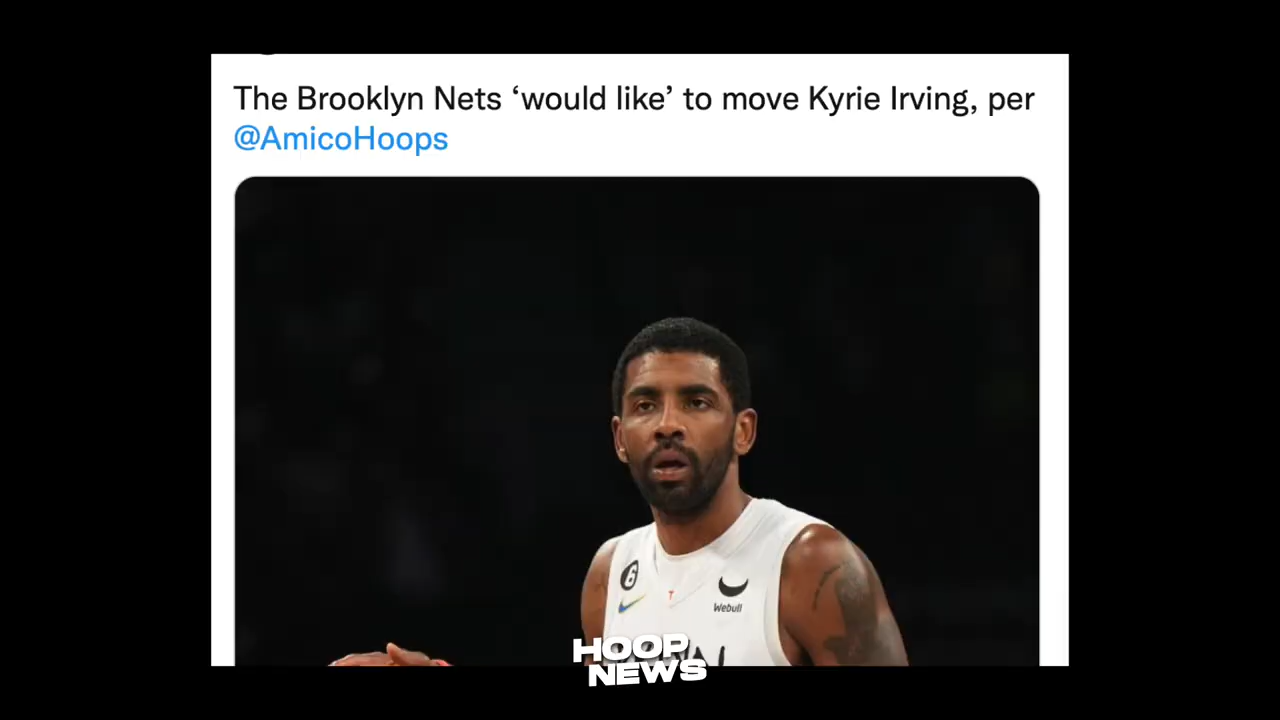 The Brooklyn Nets ‘would like’ to move Kyrie Irving, per
@AmicoHoops
6
Webull
HOOP
NEWS